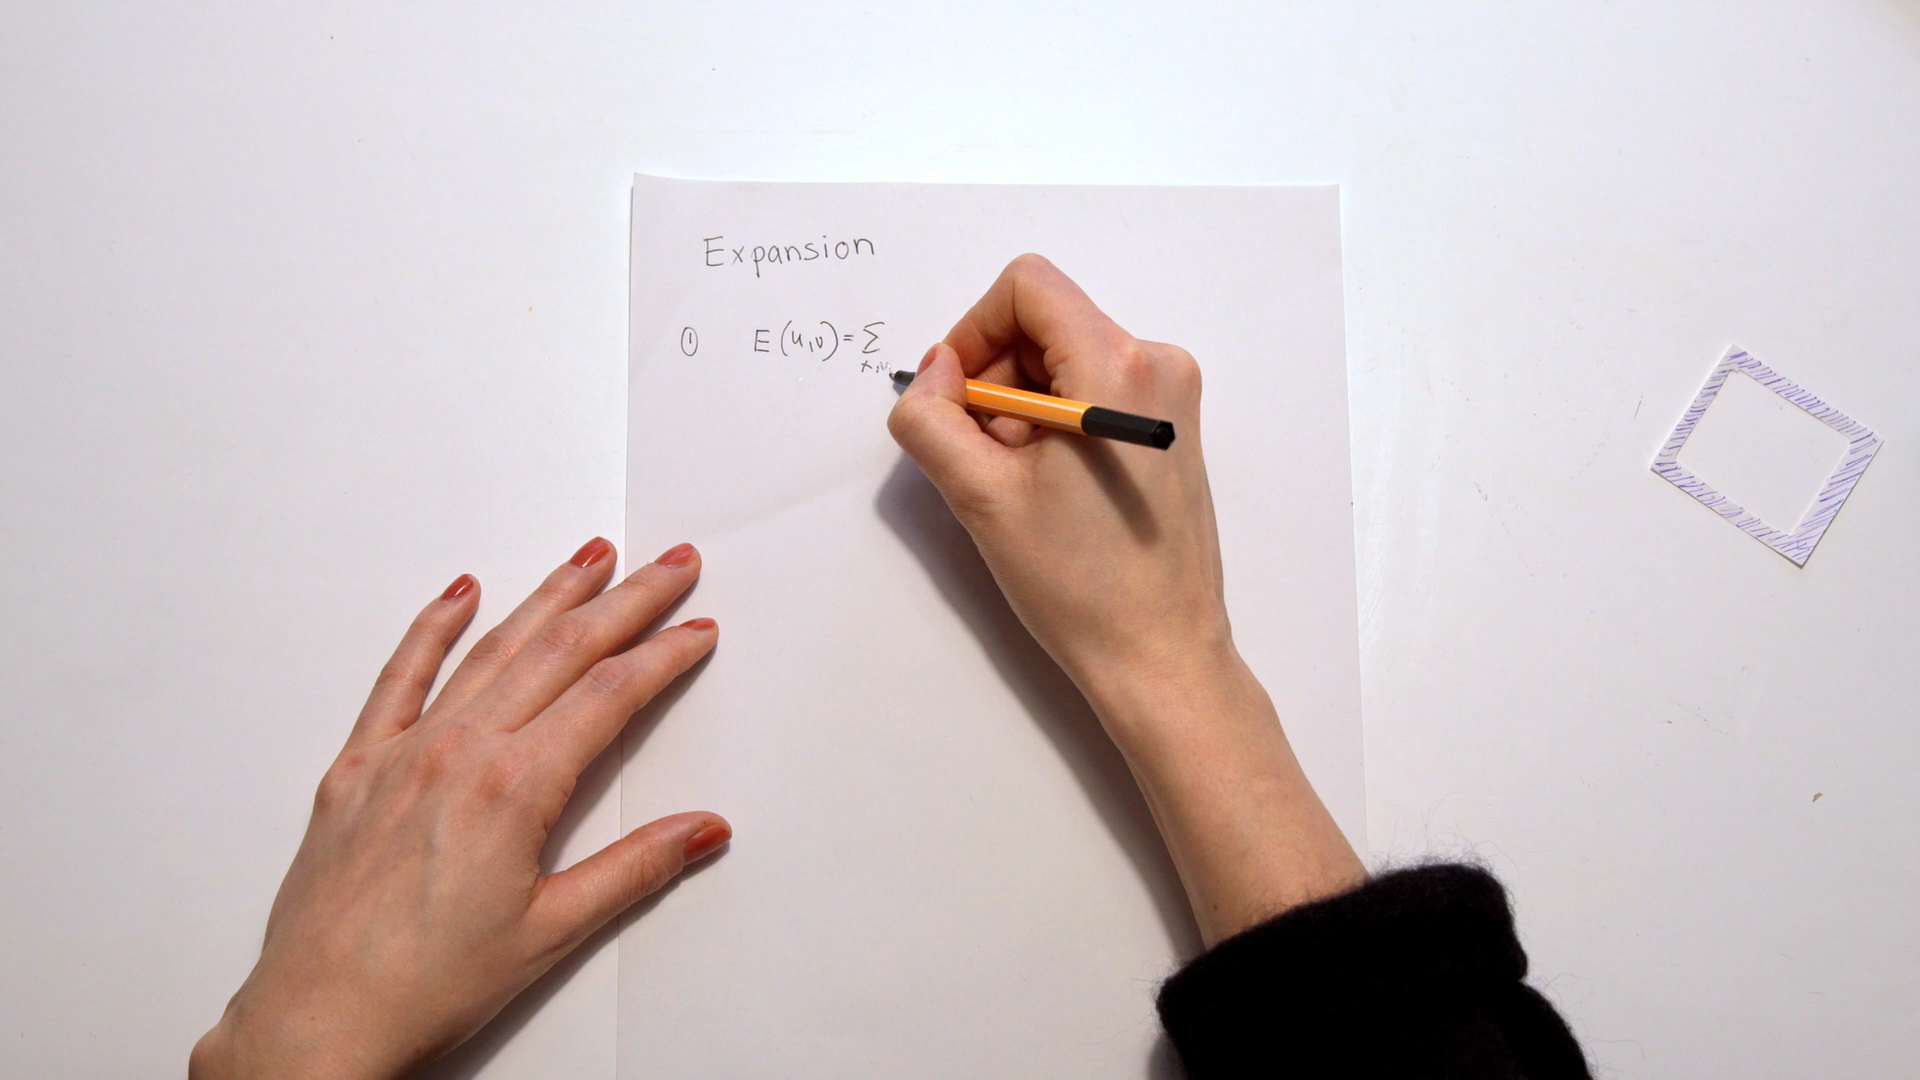 Expansion
① E(u,v)=∑
x,y